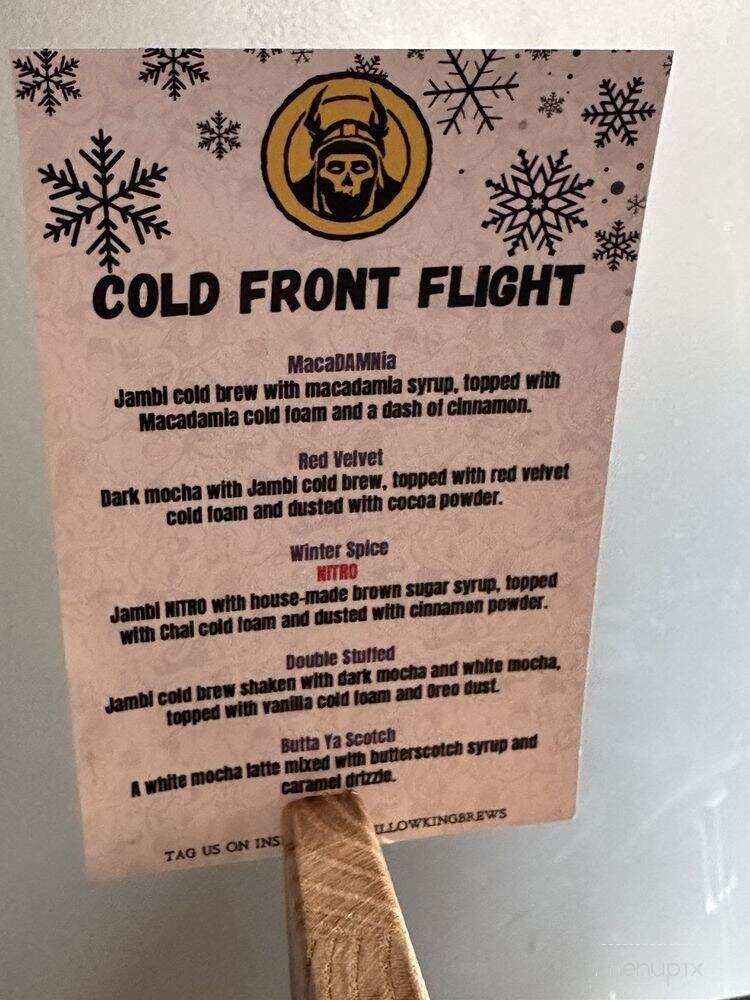 COLD FRONT FLIGHT
MacaDAMNia
Jambi cold brew with macadamia syrup, topped with
Macadamia cold foam and a dash of cinnamon.
Red Velvet
Dark mocha with Jambi cold brew, topped with red velvet
cold foam and dusted with cocoa powder.
Winter Spice
NITRO
Jambi NITRO with house-made brown sugar syrup, topped
with Chai cold foam and dusted with cinnamon powder.
Double Stuffed
Jambi cold brew shaken with dark mocha and white mocha,
topped with vanilla cold foam and Oreo dust.
Butta Ya Scotch
A white mocha latte mixed with butterscotch syrup and
caramel drizzle.
TAG US ON INS LLOWKINGBREWS